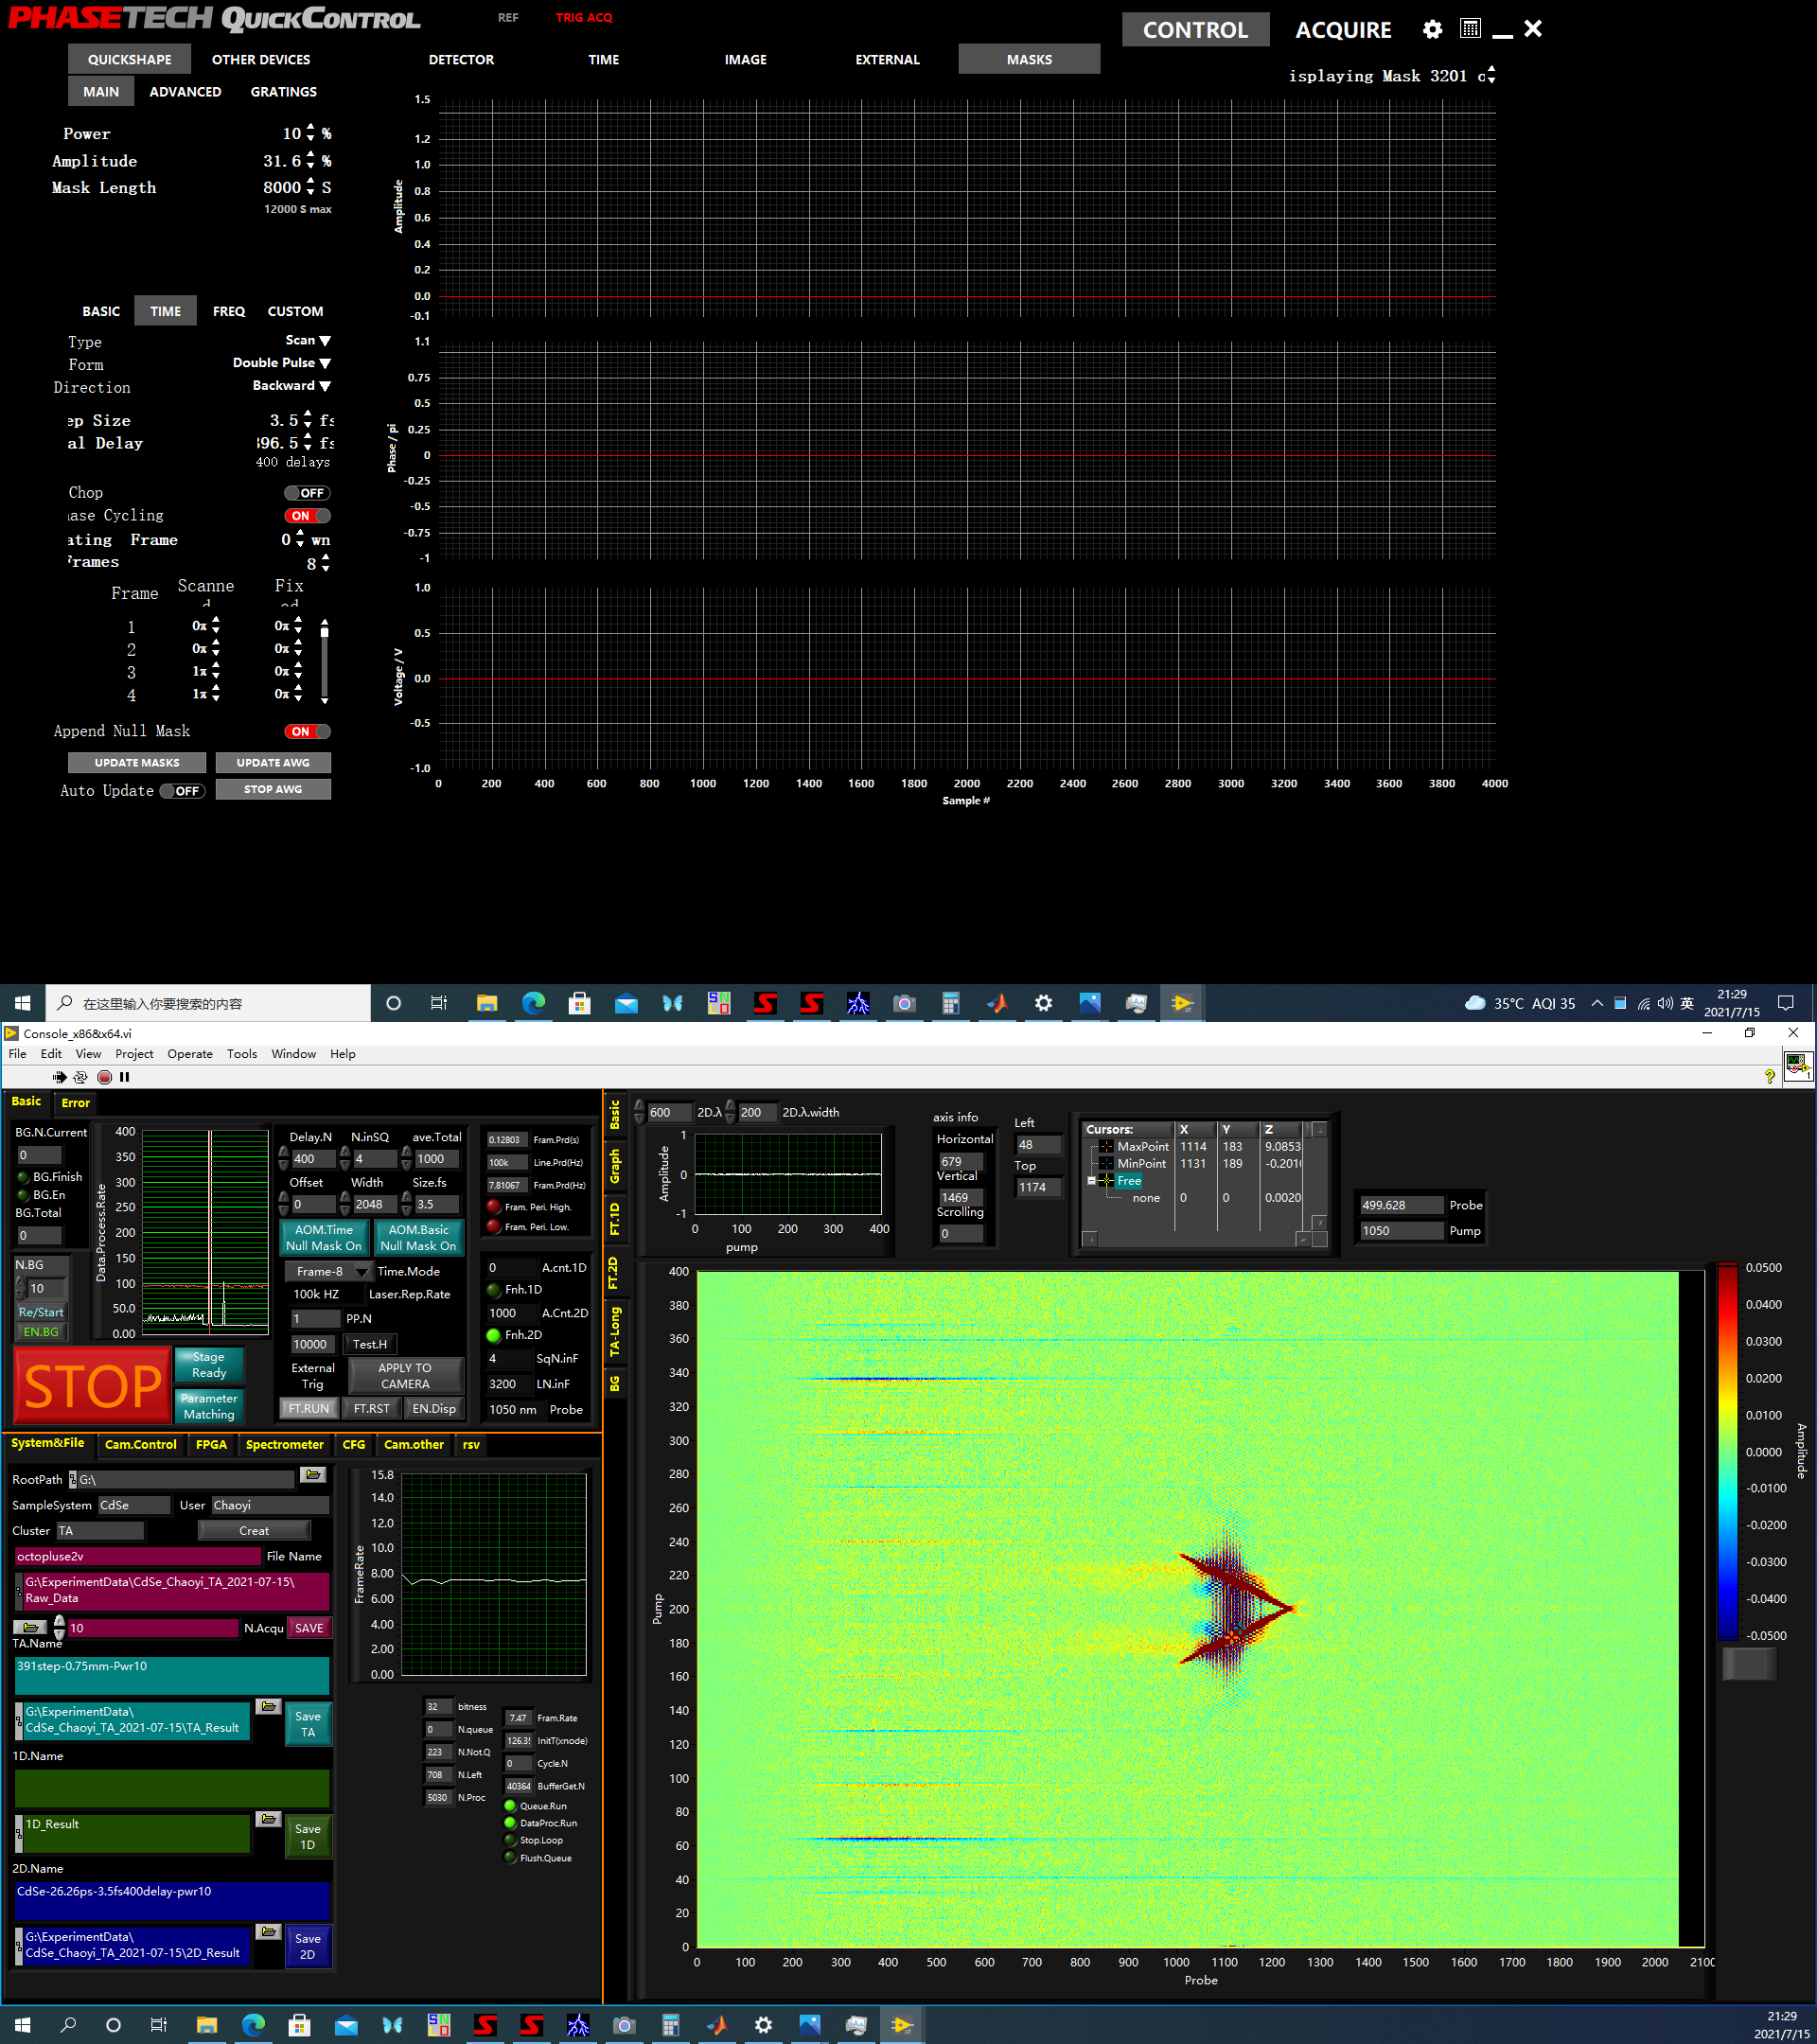 PHASETECH QUICKCONTROL
REF TRIG ACQ
CONTROL ACQUIRE
QUICKSHAPE OTHER DEVICES
DETECTOR TIME IMAGE EXTERNAL MASKS
MAIN ADVANCED GRATINGS
isplaying Mask 3201 o
Power 10 %
Amplitude 31.6 %
Mask Length 8000 S
12000 S max
BASIC TIME FREQ CUSTOM
Type Scan
Form Double Pulse
Direction Backward
ep Size 3.5 fs
al Delay 396.5 fs
400 delays
Chop OFF
ase Cycling ON
ating Frame 0 wn
Frames 8
Frame Scanned Fixed
1 0π 0π
2 0π 0π
3 1π 0π
4 1π 0π
Append Null Mask ON
UPDATE MASKS UPDATE AWG
Auto Update OFF STOP AWG
Amplitude
1.5
1.2
1.0
0.8
0.6
0.4
0.2
0.0
-0.1
Phase / pi
1.1
0.75
0.5
0.25
0
-0.25
-0.5
-0.75
-1
Voltage / V
1.0
0.5
0.0
-0.5
-1.0
0 200 400 600 800 1000 1200 1400 1600 1800 2000 2200 2400 2600 2800 3000 3200 3400 3600 3800 4000
Sample #
在这里输入你要搜索的内容
35°C AQI 35 英
21:29
2021/7/15
Console_x86&x64.vi
File Edit View Project Operate Tools Window Help
Basic Error
BG.N.Current
0
BG.Finish
BG.En
BG.Total
0
N.BG
10
Re/Start
EN.BG
Data.Process.Rate
400
350
300
250
200
150
100
50.0
0.00
STOP
Stage Ready
Parameter Matching
Delay.N N.inSQ ave.Total
400 4 1000
Offset Width Size.fs
0 2048 3.5
AOM.Time Null Mask On
AOM.Basic Null Mask On
Frame-8 Time.Mode
100k HZ Laser.Rep.Rate
1 PP.N
10000 Test.H
External Trig
APPLY TO CAMERA
FT.RUN FT.RST EN.Disp
0.12803 Fram.Prd(s)
100k Line.Prd(Hz)
7.81067 Fram.Prd(Hz)
Fram. Peri. High.
Fram. Peri. Low.
0 A.cnt.1D
Fnh.1D
1000 A.Cnt.2D
Fnh.2D
4 SqN.inF
3200 LN.inF
1050 nm Probe
System&File Cam.Control FPGA Spectrometer CFG Cam.other rsv
RootPath G:\
SampleSystem CdSe User Chaoyi
Cluster TA Creat
octopluse2v File Name
G:\ExperimentData\CdSe_Chaoyi_TA_2021-07-15\
Raw_Data
10 N.Acqu SAVE
TA.Name
391step-0.75mm-Pwr10
G:\ExperimentData\
CdSe_Chaoyi_TA_2021-07-15\TA_Result
Save TA
1D.Name
1D_Result
Save 1D
2D.Name
CdSe-26.26ps-3.5fs400delay-pwr10
G:\ExperimentData\
CdSe_Chaoyi_TA_2021-07-15\2D_Result
Save 2D
FrameRate
15.8
14.0
12.0
10.0
8.00
6.00
4.00
2.00
0.00
32 bitness
0 N.queue
223 N.Not.Q
708 N.Left
5030 N.Proc
7.47 Fram.Rate
126.3 InitT(xnode)
0 Cycle.N
40364 BufferGet.N
Queue.Run
DataProc.Run
Stop.Loop
Flush.Queue
Basic
Graph
FT.1D
FT.2D
TA-Long
BG
600 2D.λ 200 2D.λ.width
Amplitude
1
0
-1
0 100 200 300 400
pump
axis info
Horizontal
679
Vertical
1469
Scrolling
0
Left
48
Top
1174
Cursors: X Y Z
MaxPoint 1114 183 9.0853
MinPoint 1131 189 -0.201
Free
none 0 0 0.0020
499.628 Probe
1050 Pump
Pump
400
380
360
340
320
300
280
260
240
220
200
180
160
140
120
100
80
60
40
20
0
0 100 200 300 400 500 600 700 800 900 1000 1100 1200 1300 1400 1500 1600 1700 1800 1900 2000 2100
Probe
0.0500
0.0400
0.0300
0.0200
0.0100
0.0000
-0.0100
-0.0200
-0.0300
-0.0400
-0.0500
Amplitude
21:29
2021/7/15